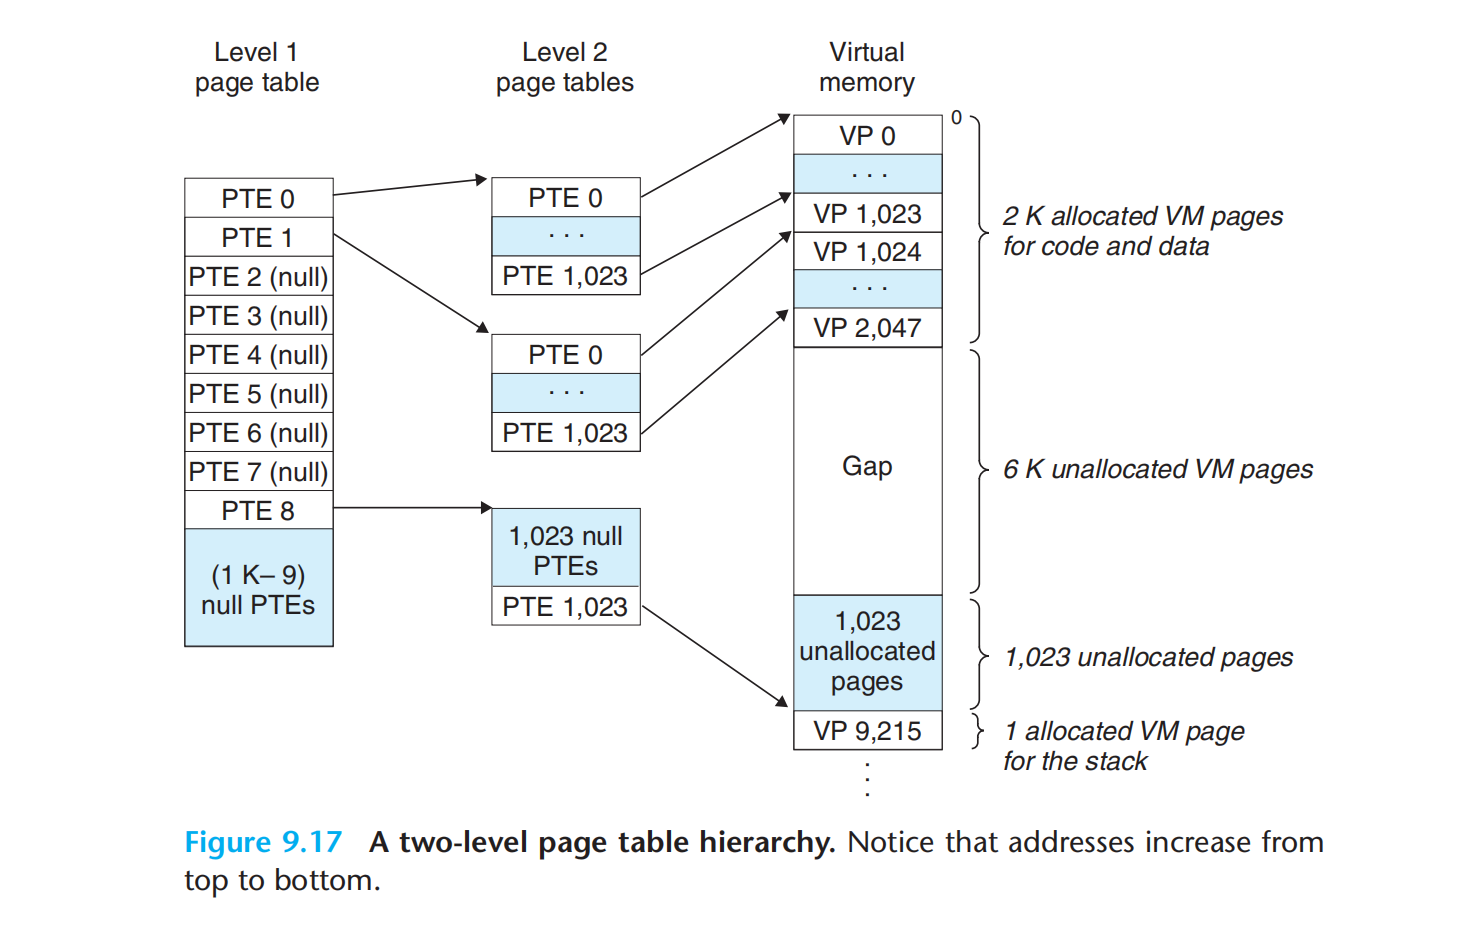 Level 1
page table
Level 2
page tables
Virtual
memory
PTE 0
PTE 1
PTE 2 (null)
PTE 3 (null)
PTE 4 (null)
PTE 5 (null)
PTE 6 (null)
PTE 7 (null)
PTE 8
(1 K– 9)
null PTEs
PTE 0
. . .
PTE 1,023
PTE 0
. . .
PTE 1,023
1,023 null
PTEs
PTE 1,023
0
VP 0
. . .
VP 1,023
VP 1,024
. . .
VP 2,047
Gap
1,023
unallocated
pages
VP 9,215
. . .
2 K allocated VM pages
for code and data
6 K unallocated VM pages
1,023 unallocated pages
1 allocated VM page
for the stack
Figure 9.17 A two-level page table hierarchy. Notice that addresses increase from
top to bottom.